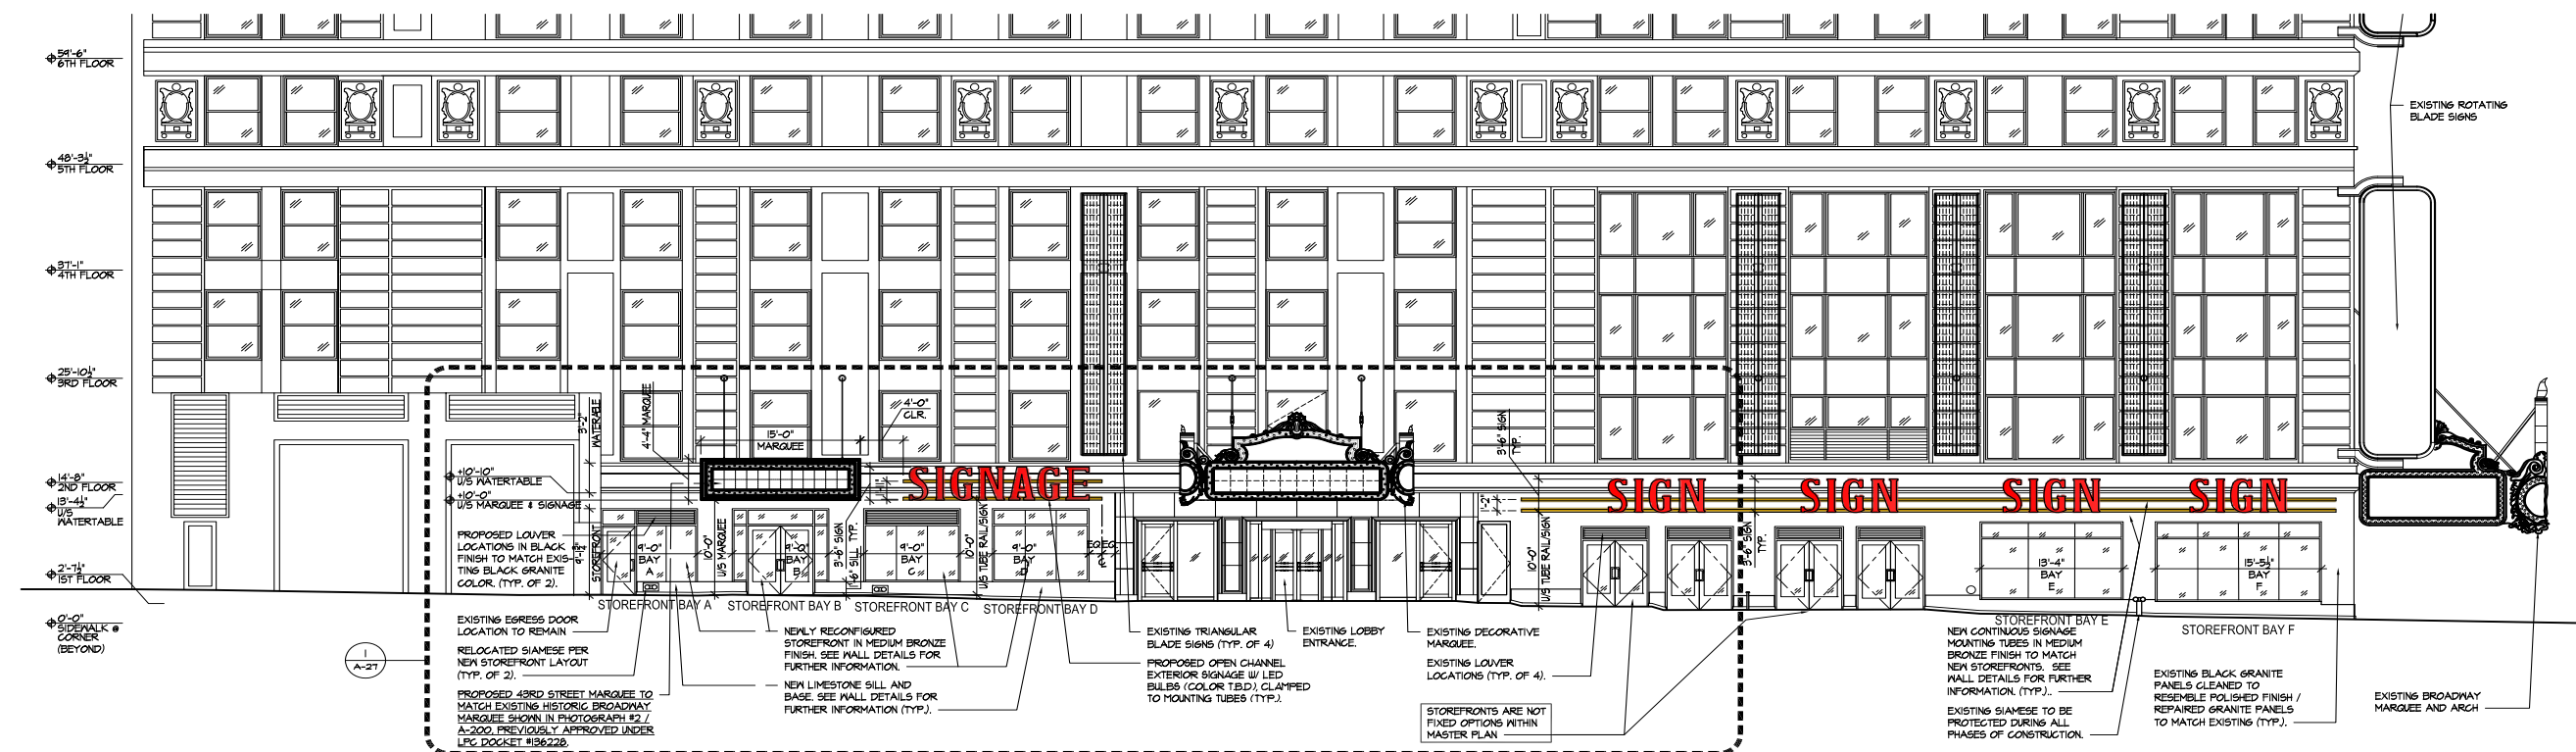 59'-6"
6TH FLOOR
48'-3½"
5TH FLOOR
37'-1"
4TH FLOOR
25'-10½"
3RD FLOOR
14'-8"
2ND FLOOR
13'-4½"
U/S
WATERTABLE
2'-7½"
1ST FLOOR
0'-0"
SIDEWALK @
CORNER
(BEYOND)
EXISTING ROTATING
BLADE SIGNS
3'-2"
WATERABLE
4'-4" MARQUEE
15'-0"
MARQUEE
4'-0"
CLR.
+10'-10"
U/S WATERTABLE
+10'-0"
U/S MARQUEE & SIGNAGE
SIGNAGE
SIGN
SIGN
SIGN
SIGN
3'-6" SIGN
TYP.
1'-2"
10'-0"
U/S TUBE RAIL/SIGN
3'-6" SIGN
TYP.
PROPOSED LOUVER
LOCATIONS IN BLACK
FINISH TO MATCH EXIS-
TING BLACK GRANITE
COLOR. (TYP. OF 2).
STOREFRONT
10'-0"
U/S MARQUEE
3'-6" SIGN
1'-6" SILL TYP.
10'-0"
U/S TUBE RAIL/SIGN
EQ.
EQ.
9'-0"
BAY
A
9'-0"
BAY
B
9'-0"
BAY
C
9'-0"
BAY
D
13'-4"
BAY
E
15'-5½"
BAY
F
STOREFRONT BAY A
STOREFRONT BAY B
STOREFRONT BAY C
STOREFRONT BAY D
STOREFRONT BAY E
STOREFRONT BAY F
1
A-27
EXISTING EGRESS DOOR
LOCATION TO REMAIN
RELOCATED SIAMESE PER
NEW STOREFRONT LAYOUT
(TYP. OF 2).
PROPOSED 43RD STREET MARQUEE TO
MATCH EXISTING HISTORIC BROADWAY
MARQUEE SHOWN IN PHOTOGRAPH #2 /
A-200, PREVIOUSLY APPROVED UNDER
LPC DOCKET #136228.
NEWLY RECONFIGURED
STOREFRONT IN MEDIUM BRONZE
FINISH. SEE WALL DETAILS FOR
FURTHER INFORMATION.
NEW LIMESTONE SILL AND
BASE. SEE WALL DETAILS FOR
FURTHER INFORMATION (TYP.).
EXISTING TRIANGULAR
BLADE SIGNS (TYP. OF 4)
PROPOSED OPEN CHANNEL
EXTERIOR SIGNAGE W/ LED
BULBS (COLOR T.B.D.), CLAMPED
TO MOUNTING TUBES (TYP.).
EXISTING LOBBY
ENTRANCE.
EXISTING DECORATIVE
MARQUEE.
EXISTING LOUVER
LOCATIONS (TYP. OF 4).
STOREFRONTS ARE NOT
FIXED OPTIONS WITHIN
MASTER PLAN
NEW CONTINUOUS SIGNAGE
MOUNTING TUBES IN MEDIUM
BRONZE FINISH TO MATCH
NEW STOREFRONTS. SEE
WALL DETAILS FOR FURTHER
INFORMATION. (TYP.)..
EXISTING SIAMESE TO BE
PROTECTED DURING ALL
PHASES OF CONSTRUCTION.
EXISTING BLACK GRANITE
PANELS CLEANED TO
RESEMBLE POLISHED FINISH /
REPAIRED GRANITE PANELS
TO MATCH EXISTING (TYP.).
EXISTING BROADWAY
MARQUEE AND ARCH